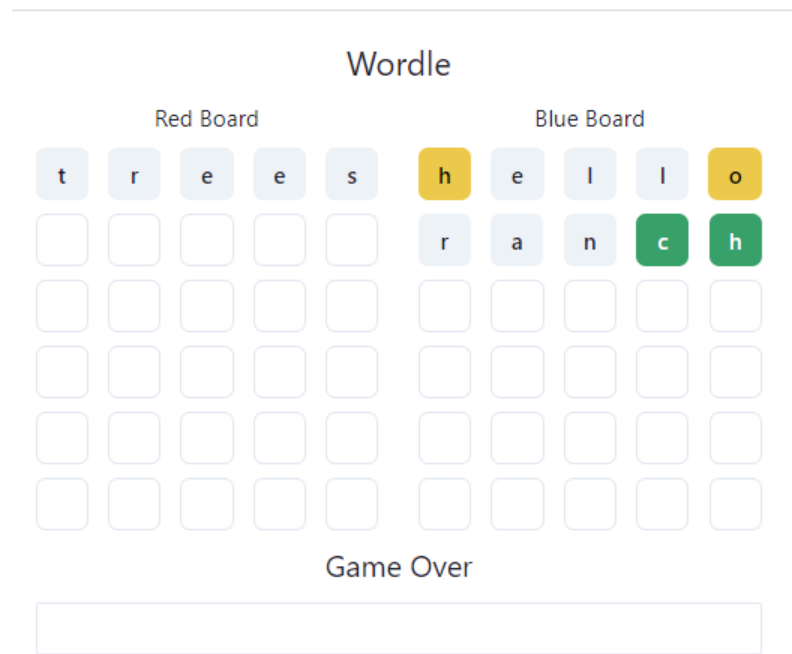 Wordle
Red Board Blue Board
t r e e s h e l l o
r a n c h
Game Over